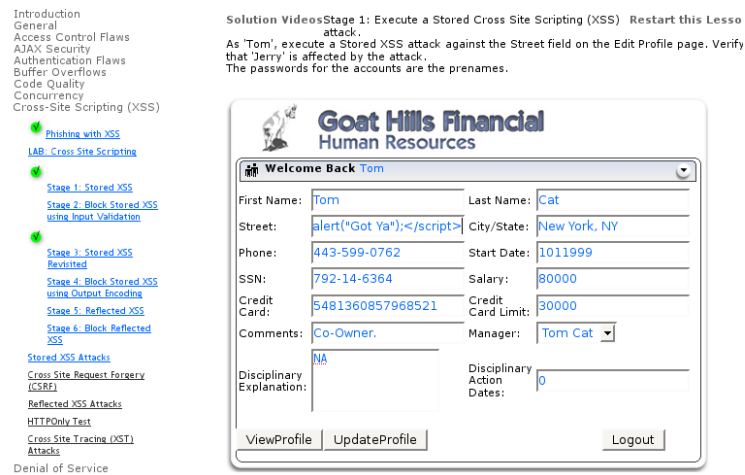 Introduction
General
Access Control Flaws
AJAX Security
Authentication Flaws
Buffer Overflows
Code Quality
Concurrency
Cross-Site Scripting (XSS)
Phishing with XSS
LAB: Cross Site Scripting
Stage 1: Stored XSS
Stage 2: Block Stored XSS
using Input Validation
Stage 3: Stored XSS
Revisited
Stage 4: Block Stored XSS
using Output Encoding
Stage 5: Reflected XSS
Stage 6: Block Reflected
XSS
Stored XSS Attacks
Cross Site Request Forgery
(CSRF)
Reflected XSS Attacks
HTTPOnly Test
Cross Site Tracing (XST)
Attacks
Denial of Service
Solution Videos Stage 1: Execute a Stored Cross Site Scripting (XSS) Restart this Lesso
attack.
As 'Tom', execute a Stored XSS attack against the Street field on the Edit Profile page. Verify
that 'Jerry' is affected by the attack.
The passwords for the accounts are the prenames.
Goat Hills Financial
Human Resources
Welcome Back Tom
First Name: Tom Last Name: Cat
Street: alert("Got Ya");</script> City/State: New York, NY
Phone: 443-599-0762 Start Date: 1011999
SSN: 792-14-6364 Salary: 80000
Credit
Card: 5481360857968521 Credit
Card Limit: 30000
Comments: Co-Owner. Manager: Tom Cat
Disciplinary
Explanation: NA
Disciplinary
Action
Dates: 0
ViewProfile UpdateProfile Logout